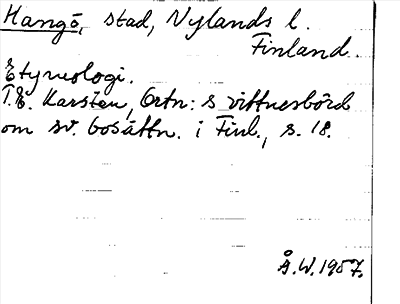 Hangö, stad, Nylands l.
Finland.
Etymologi.
T.E. Karsten, Ortn:s vittnesbörd
om sv. bosättn. i Finl., s. 18.
Å.W. 1957.